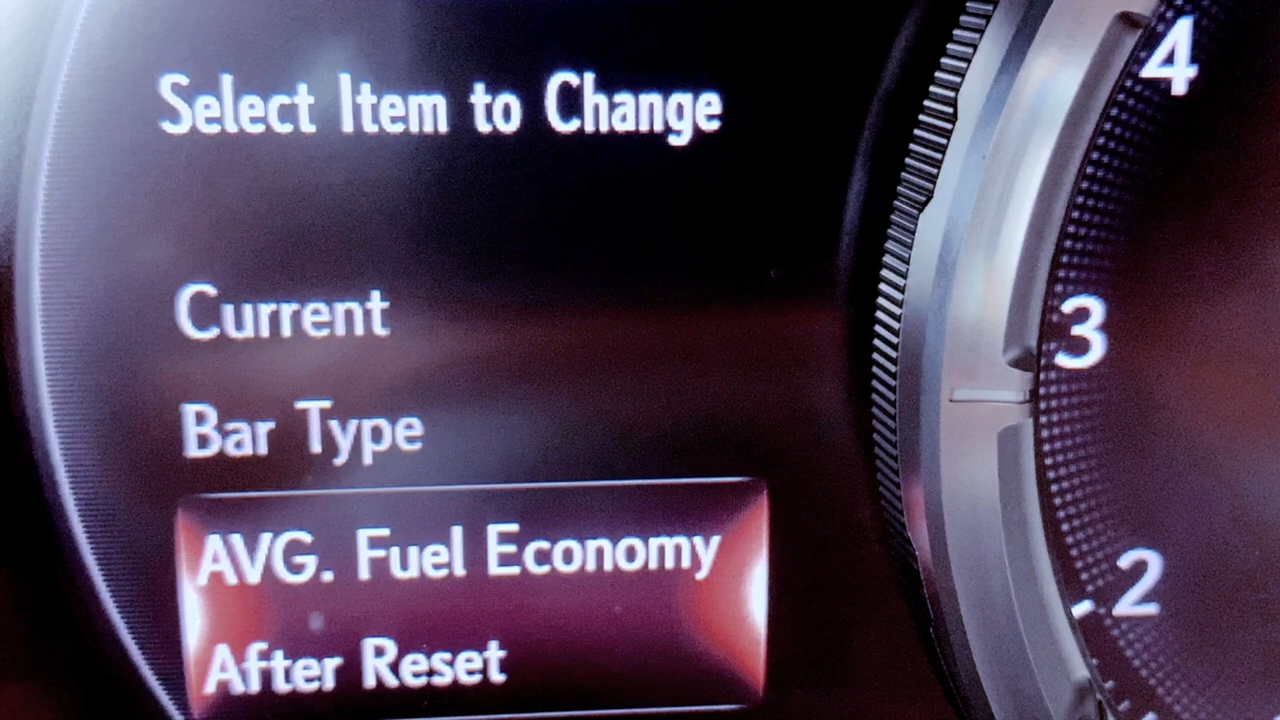 Select Item to Change
Current
Bar Type
AVG. Fuel Economy
After Reset
4
3
2